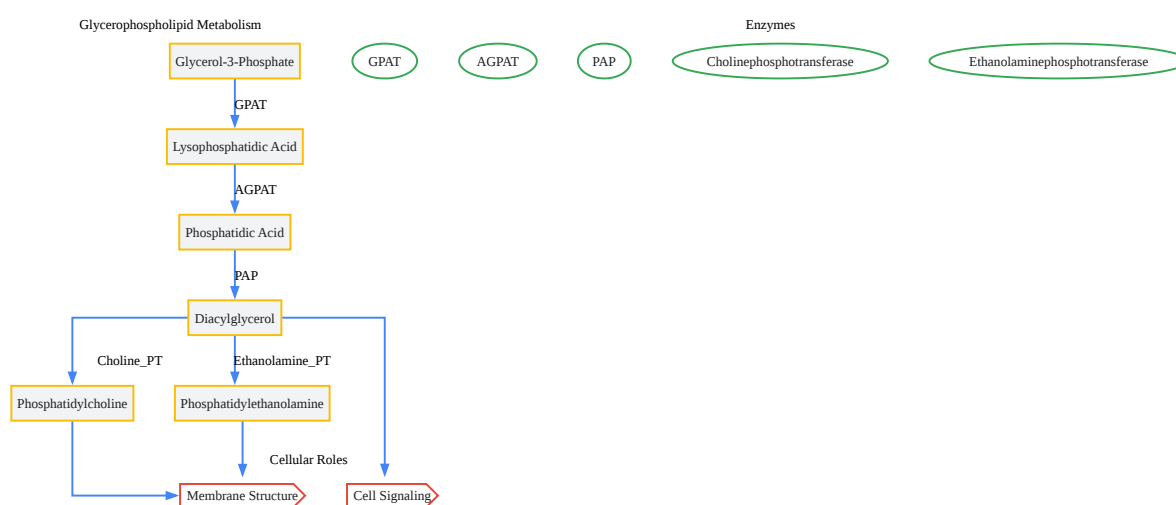 Glycerophospholipid Metabolism
Enzymes
Glycerol-3-Phosphate
GPAT
AGPAT
PAP
Cholinephosphotransferase
Ethanolaminephosphotransferase
GPAT
Lysophosphatidic Acid
AGPAT
Phosphatidic Acid
PAP
Diacylglycerol
Choline_PT
Ethanolamine_PT
Phosphatidylcholine
Phosphatidylethanolamine
Cellular Roles
Membrane Structure
Cell Signaling